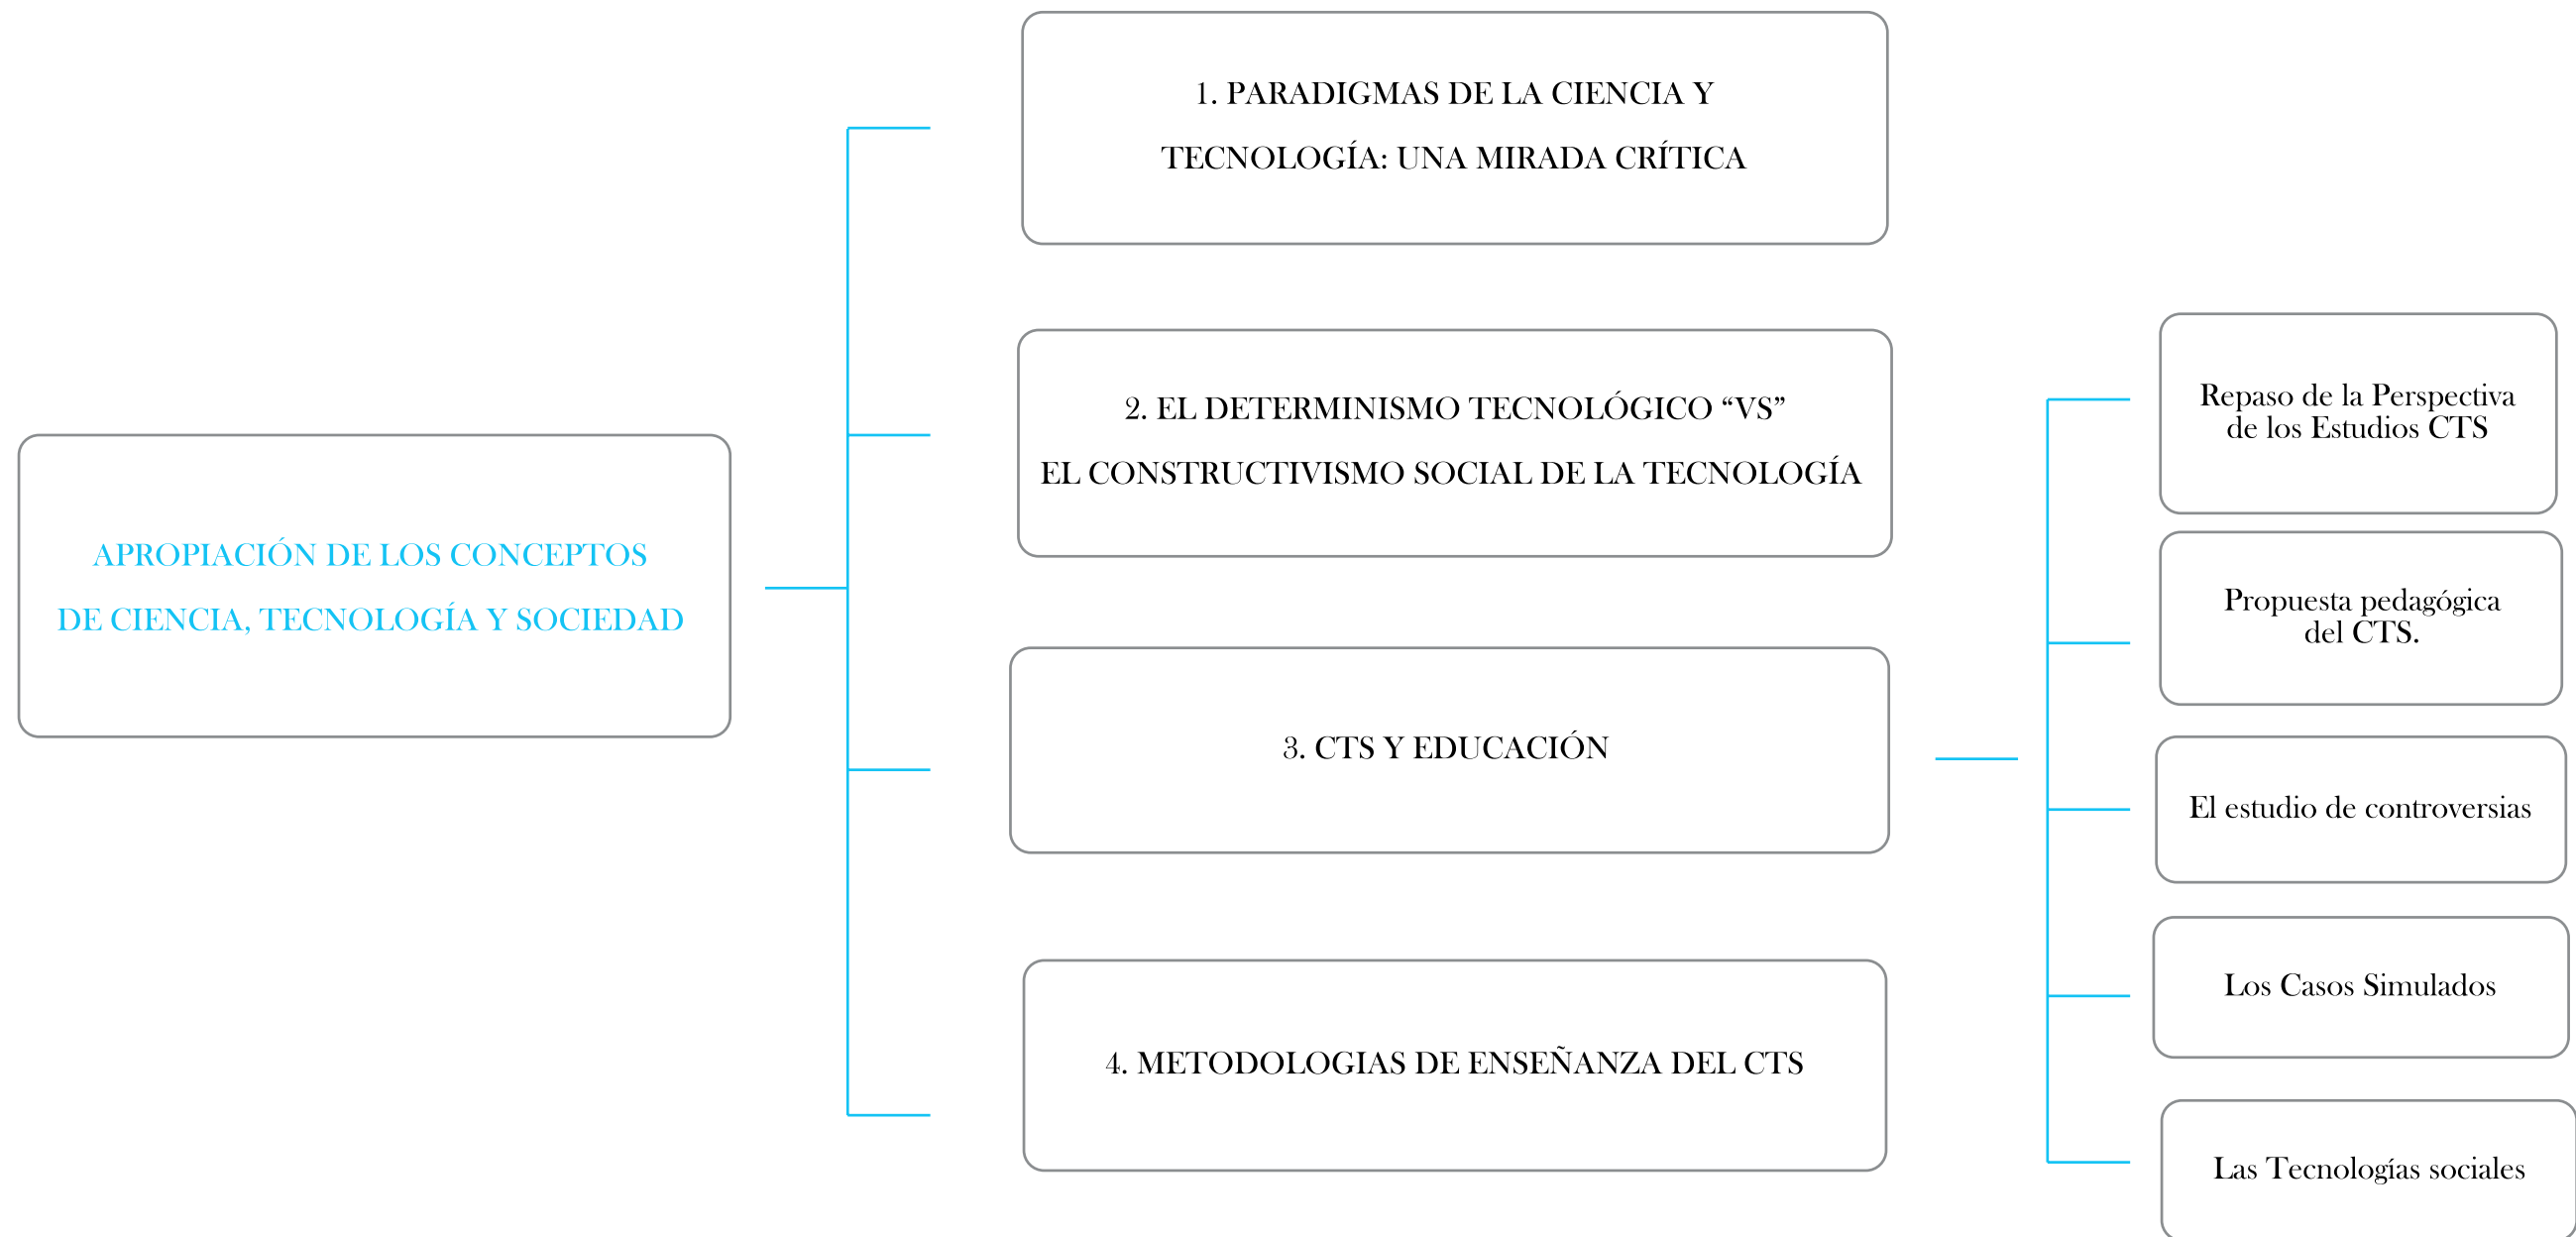 APROPIACIÓN DE LOS CONCEPTOS
DE CIENCIA, TECNOLOGÍA Y SOCIEDAD
1. PARADIGMAS DE LA CIENCIA Y
TECNOLOGÍA: UNA MIRADA CRÍTICA
2. EL DETERMINISMO TECNOLÓGICO “VS”
EL CONSTRUCTIVISMO SOCIAL DE LA TECNOLOGÍA
3. CTS Y EDUCACIÓN
4. METODOLOGIAS DE ENSEÑANZA DEL CTS
Repaso de la Perspectiva
de los Estudios CTS
Propuesta pedagógica
del CTS.
El estudio de controversias
Los Casos Simulados
Las Tecnologías sociales